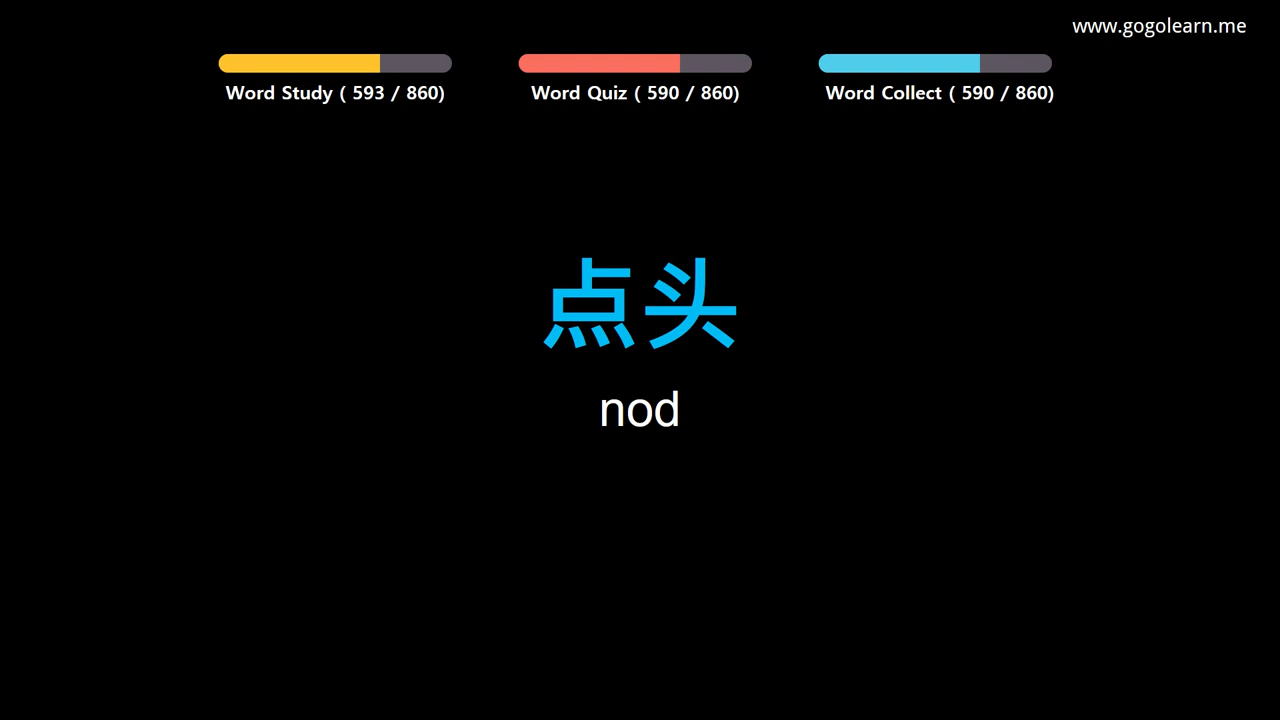 www.gogolearn.me
Word Study ( 593 / 860)
Word Quiz ( 590 / 860)
Word Collect ( 590 / 860)
点头
nod